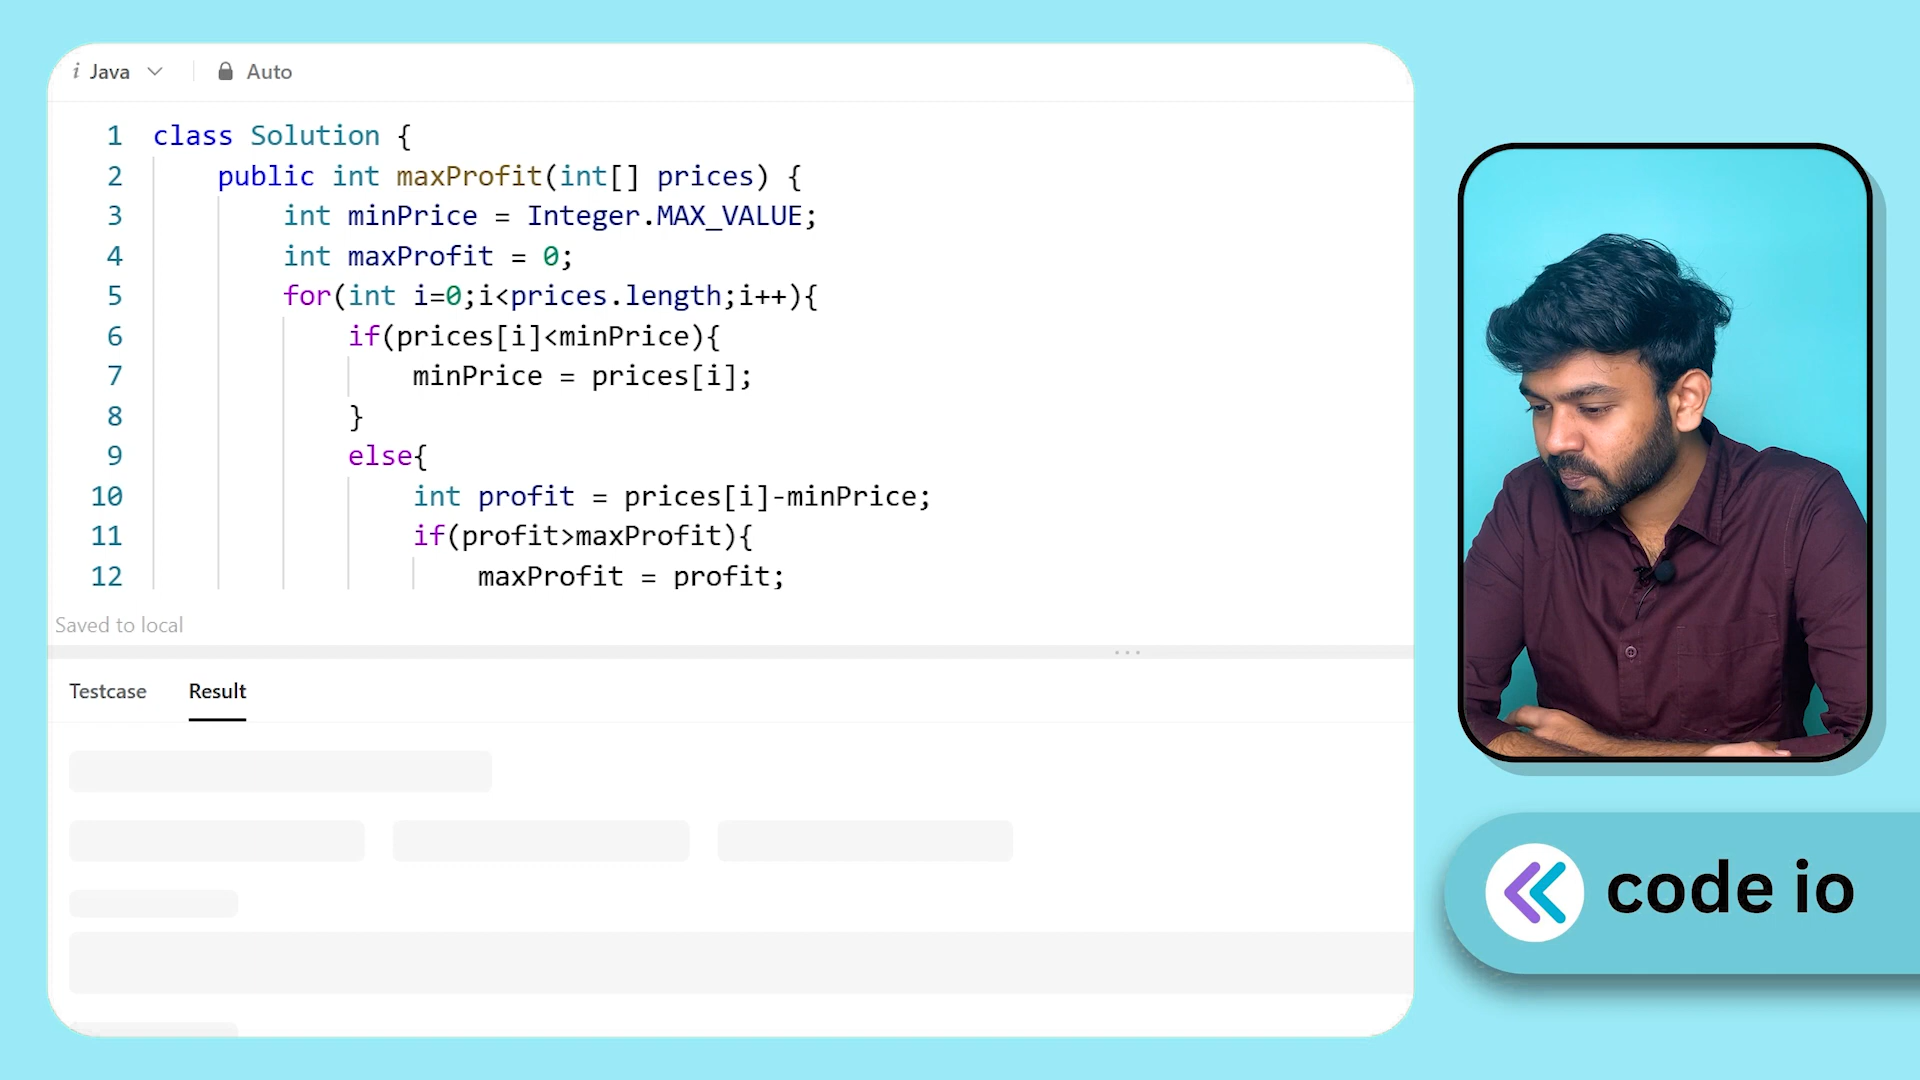 i Java Auto
1 class Solution {
2 public int maxProfit(int[] prices) {
3 int minPrice = Integer.MAX_VALUE;
4 int maxProfit = 0;
5 for(int i=0;i<prices.length;i++){
6 if(prices[i]<minPrice){
7 minPrice = prices[i];
8 }
9 else{
10 int profit = prices[i]-minPrice;
11 if(profit>maxProfit){
12 maxProfit = profit;
Saved to local
Testcase Result
code io